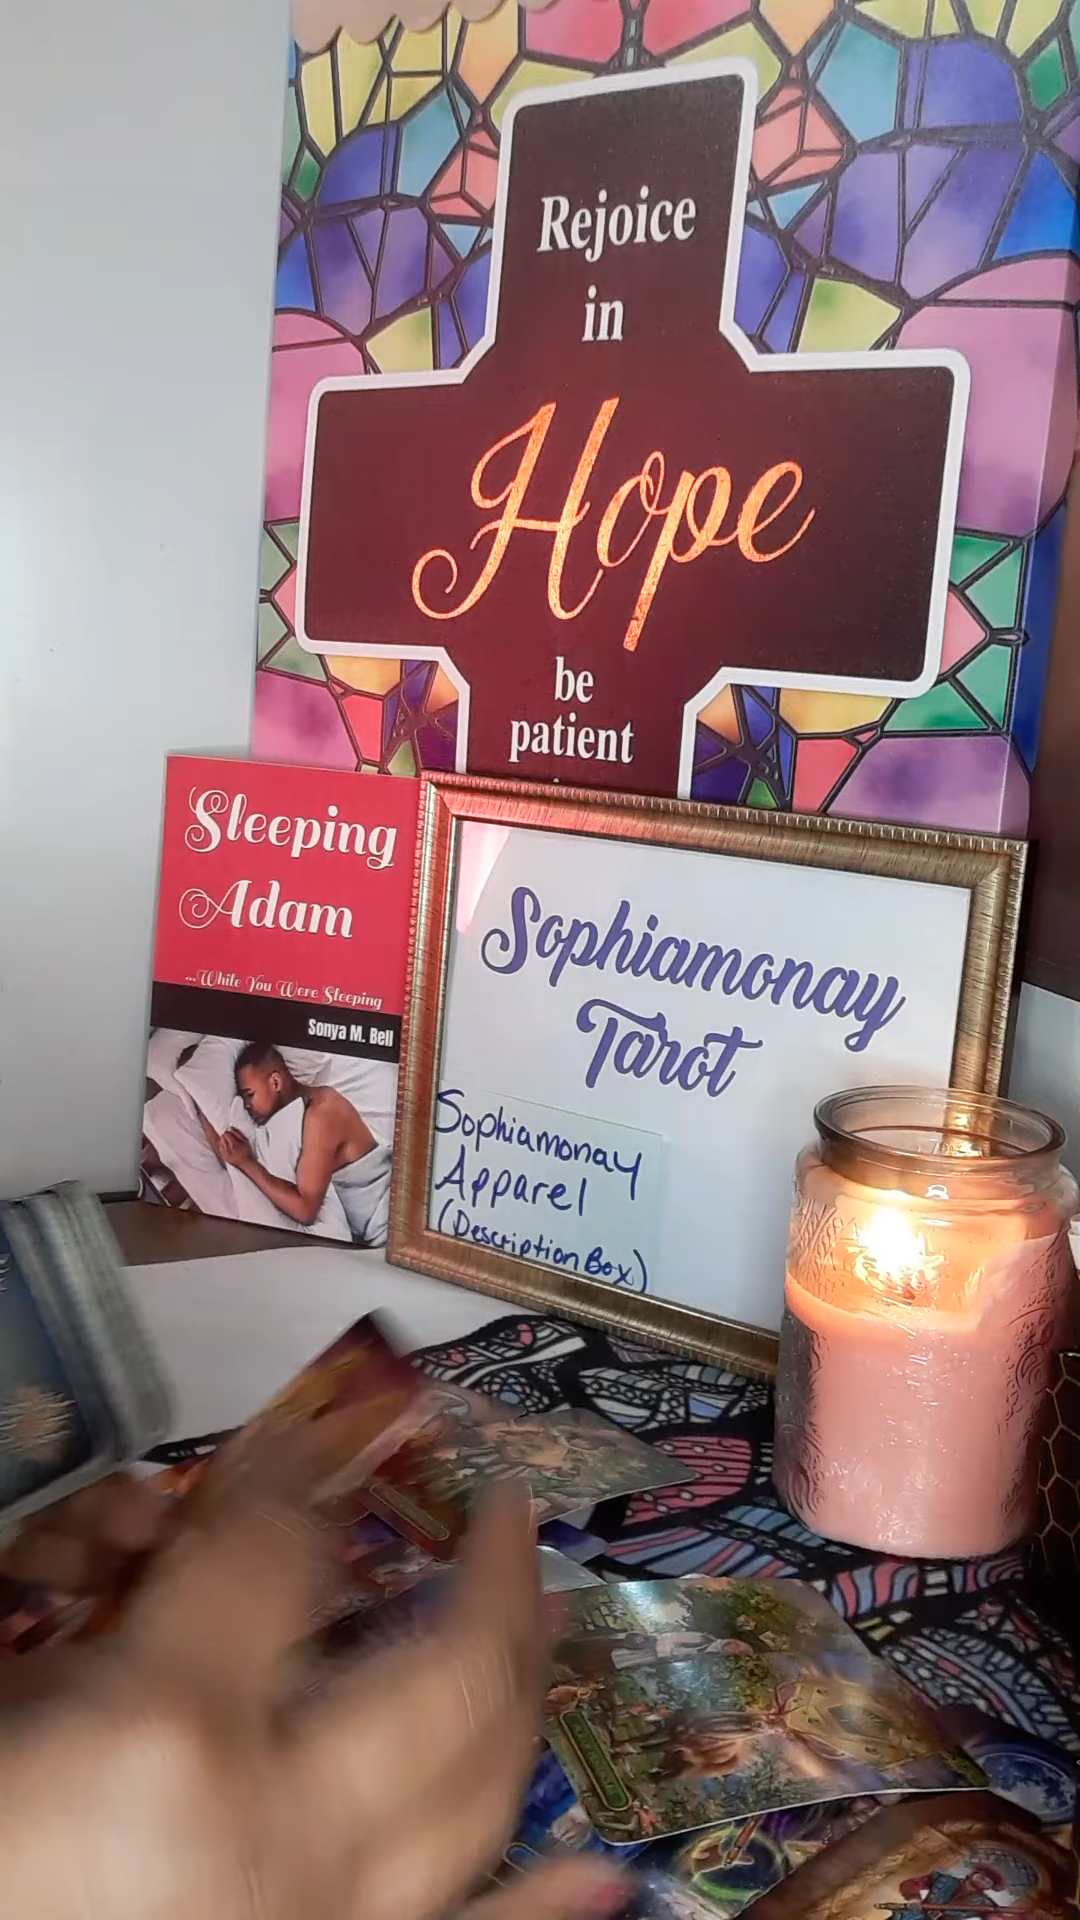 Rejoice
in
Hope
be
patient
Sleeping
Adam
...While You Were Sleeping
Sonya M. Bell
Sophiamonay
Tarot
Sophiamonay
Apparel
(Description Box)